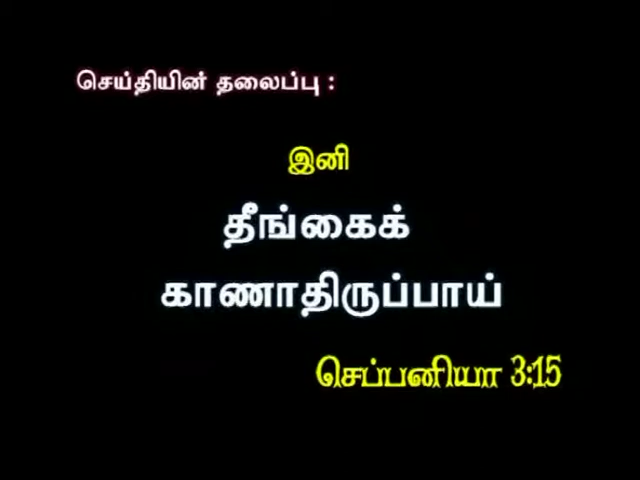 செய்தியின் தலைப்பு :
இனி
தீங்கைக்
காணாதிருப்பாய்
செப்பனியா 3:15